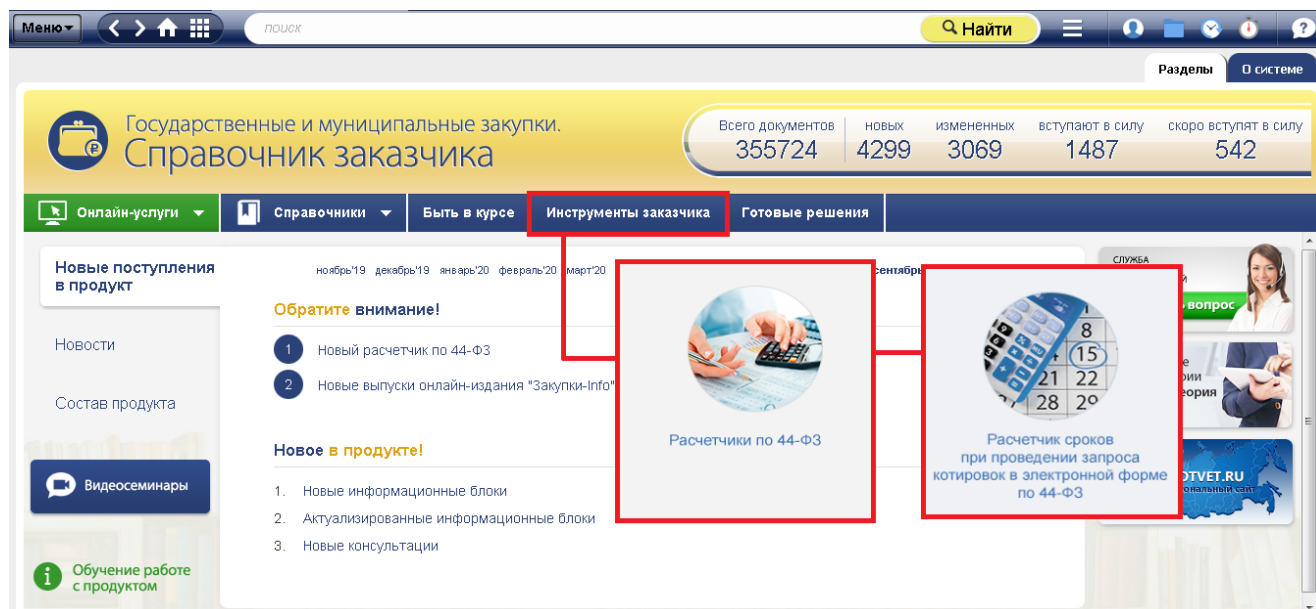 Меню
поиск
Найти
?
Разделы
О системе
Государственные и муниципальные закупки.
Справочник заказчика
Всего документов
355724
новых
4299
измененных
3069
вступают в силу
1487
скоро вступят в силу
542
Онлайн-услуги
Справочники
Быть в курсе
Инструменты заказчика
Готовые решения
Новые поступления
в продукт
Новости
Состав продукта
Видеосеминары
Обучение работе
с продуктом
ноябрь'19 декабрь'19 январь'20 февраль'20 март'20
Обратите внимание!
1 Новый расчетчик по 44-ФЗ
2 Новые выпуски онлайн-издания "Закупки-Info"
Новое в продукте!
1. Новые информационные блоки
2. Актуализированные информационные блоки
3. Новые консультации
Расчетчики по 44-ФЗ
8
15
21 22
28 29
Расчетчик сроков
при проведении запроса
котировок в электронной форме
по 44-ФЗ
СЛУЖБА
вопрос